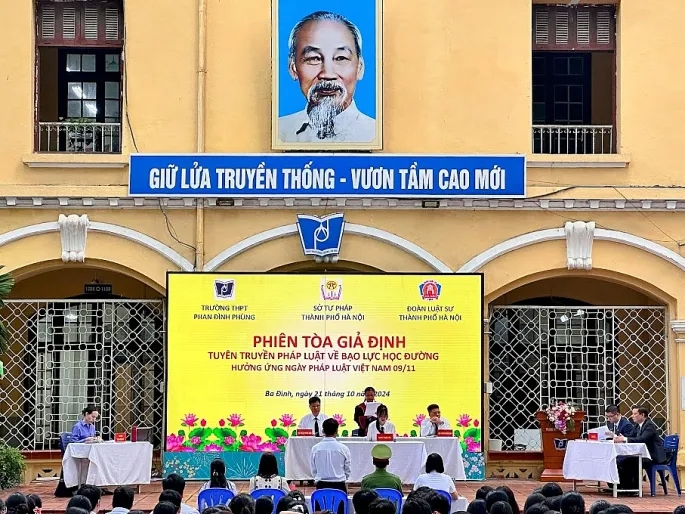 GIỮ LỬA TRUYỀN THỐNG - VƯƠN TẦM CAO MỚI
TRƯỜNG THPT
PHAN ĐÌNH PHÙNG
SỞ TƯ PHÁP
THÀNH PHỐ HÀ NỘI
ĐOÀN LUẬT SƯ
THÀNH PHỐ HÀ NỘI
PHIÊN TÒA GIẢ ĐỊNH
TUYÊN TRUYỀN PHÁP LUẬT VỀ BẠO LỰC HỌC ĐƯỜNG
HƯỞNG ỨNG NGÀY PHÁP LUẬT VIỆT NAM 09/11
Ba Đình, ngày 21 tháng 10 năm 2024